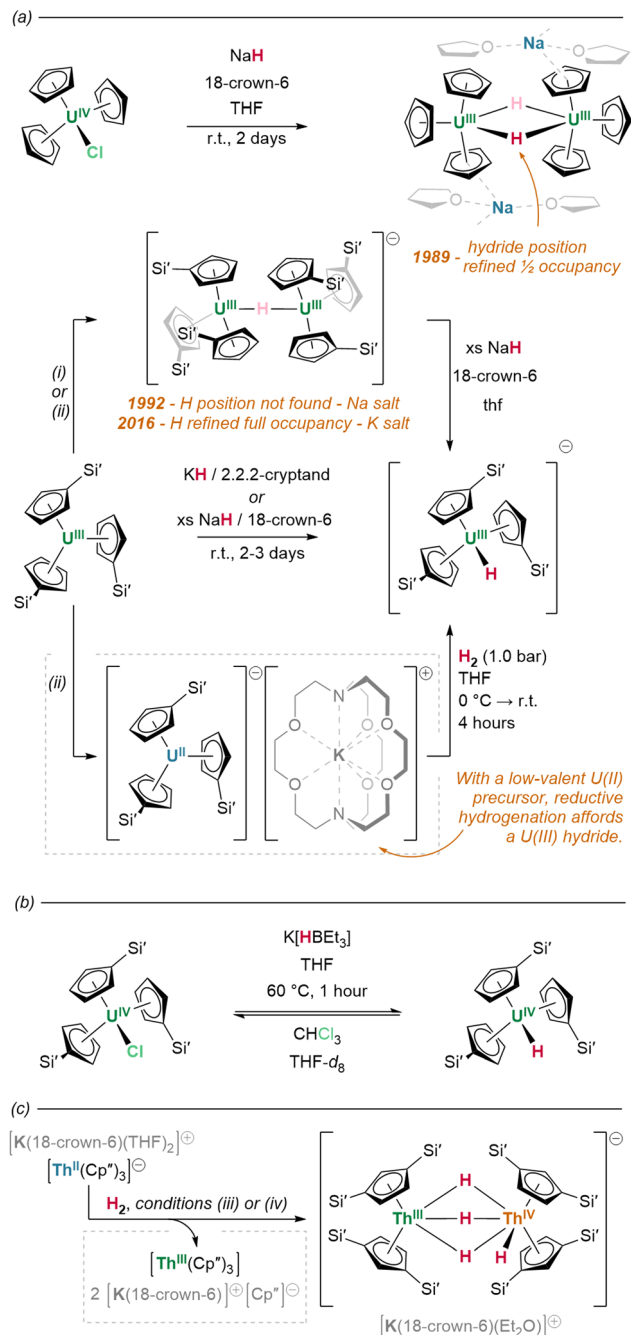 (a)
NaH
18-crown-6
THF
r.t., 2 days
U^IV
Cl
Na
O
O
H
U^III
U^III
H
O
Na
O
1989 - hydride position
refined ½ occupancy
Si′
Si′
Si′
Si′
U^III
H
U^III
Si′
Si′
⊖
1992 - H position not found - Na salt
2016 - H refined full occupancy - K salt
(i)
or
(ii)
xs NaH
18-crown-6
thf
Si′
U^III
Si′
Si′
KH / 2.2.2-cryptand
or
xs NaH / 18-crown-6
r.t., 2-3 days
Si′
U^III
H
Si′
Si′
⊖
(ii)
Si′
U^II
Si′
Si′
⊖
N
O
O
O
K
O
O
O
N
⊕
H2 (1.0 bar)
THF
0 °C → r.t.
4 hours
With a low-valent U(II)
precursor, reductive
hydrogenation affords
a U(III) hydride.
(b)
Si′
U^IV
Cl
Si′
Si′
K[HBEt3]
THF
60 °C, 1 hour
CHCl3
THF-d8
Si′
U^IV
H
Si′
Si′
(c)
[K(18-crown-6)(THF)2]⊕
[Th^II(Cp″)3]⊖
H2, conditions (iii) or (iv)
[Th^III(Cp″)3]
2 [K(18-crown-6)]⊕[Cp″]⊖
Si′
Si′
Si′
Si′
H
Th^III
H
Th^IV
H
H
Si′
Si′
Si′
Si′
⊖
[K(18-crown-6)(Et2O)]⊕